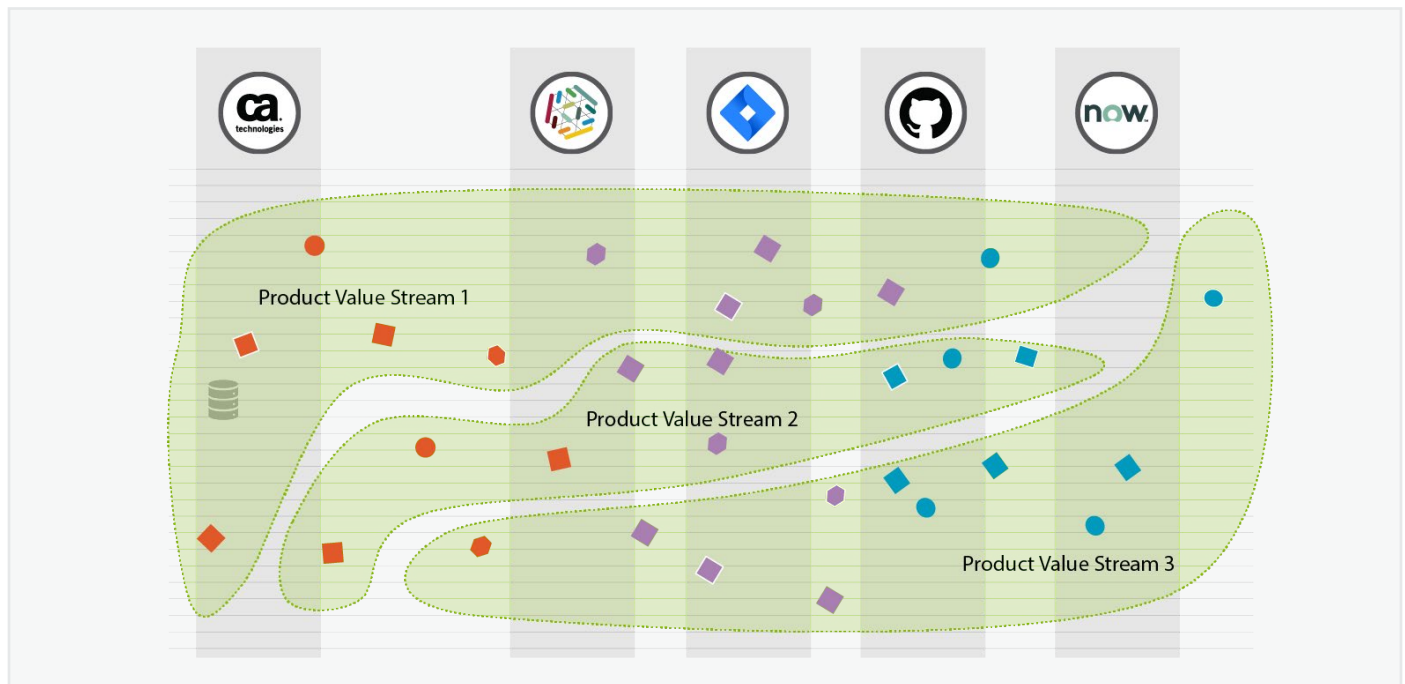 ca.
technologies
now.
Product Value Stream 1
Product Value Stream 2
Product Value Stream 3